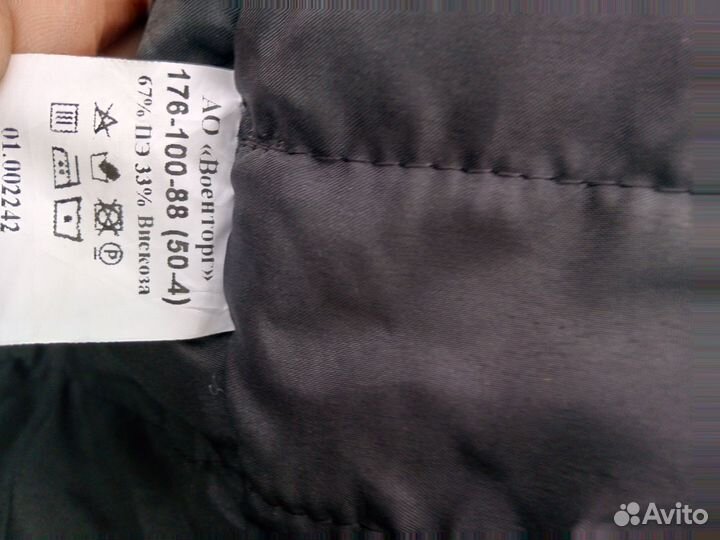 АО «Военторг»
176-100-88 (50-4)
67% ПЭ 33% Вискоза
P
01.002242
Avito